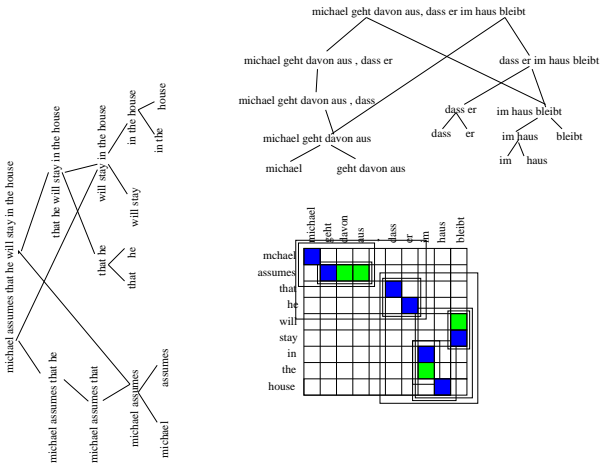 michael geht davon aus, dass er im haus bleibt
michael geht davon aus , dass er
dass er im haus bleibt
michael geht davon aus , dass
dass er
im haus bleibt
michael geht davon aus
dass
er
im haus
bleibt
michael
geht davon aus
im
haus
michael assumes that he will stay in the house
that he will stay in the house
will stay in the house
in the house
house
in the
will stay
that he
he
that
michael assumes that he
michael assumes that
michael assumes
assumes
michael
michael
geht
davon
aus
,
dass
er
im
haus
bleibt
mchael
assumes
that
he
will
stay
in
the
house